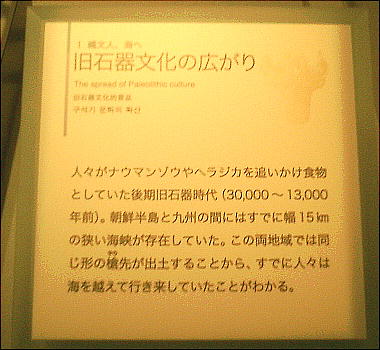 1 縄文人、海へ
旧石器文化の広がり
The spread of Paleolithic culture
旧石器文化的普及
구석기 문화의 확산
人々がナウマンゾウやヘラジカを追いかけ食物
としていた後期旧石器時代(30,000〜13,000
年前)。朝鮮半島と九州の間にはすでに幅15km
の狭い海峡が存在していた。この両地域では同
じ形の槍先が出土することから、すでに人々は
海を越えて行き来していたことがわかる。